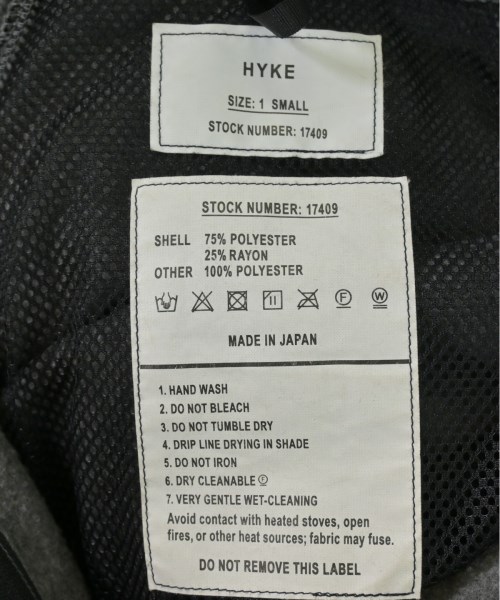 HYKE
SIZE: 1 SMALL
STOCK NUMBER: 17409
STOCK NUMBER: 17409
SHELL 75% POLYESTER
25% RAYON
OTHER 100% POLYESTER
F W
MADE IN JAPAN
1. HAND WASH
2. DO NOT BLEACH
3. DO NOT TUMBLE DRY
4. DRIP LINE DRYING IN SHADE
5. DO NOT IRON
6. DRY CLEANABLE Ⓕ
7. VERY GENTLE WET-CLEANING
Avoid contact with heated stoves, open
fires, or other heat sources; fabric may fuse.
DO NOT REMOVE THIS LABEL